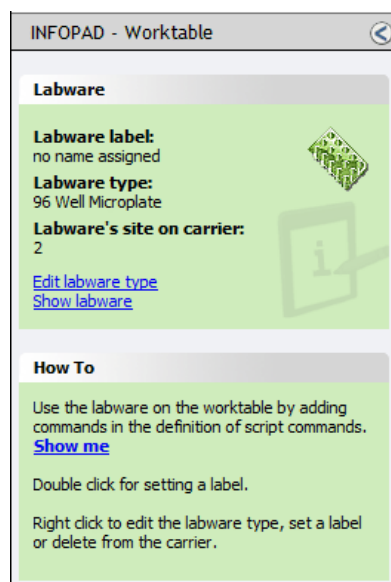 INFOPAD - Worktable
Labware
Labware label:
no name assigned
Labware type:
96 Well Microplate
Labware's site on carrier:
2
Edit labware type
Show labware
How To
Use the labware on the worktable by adding
commands in the definition of script commands.
Show me
Double click for setting a label.
Right click to edit the labware type, set a label
or delete from the carrier.